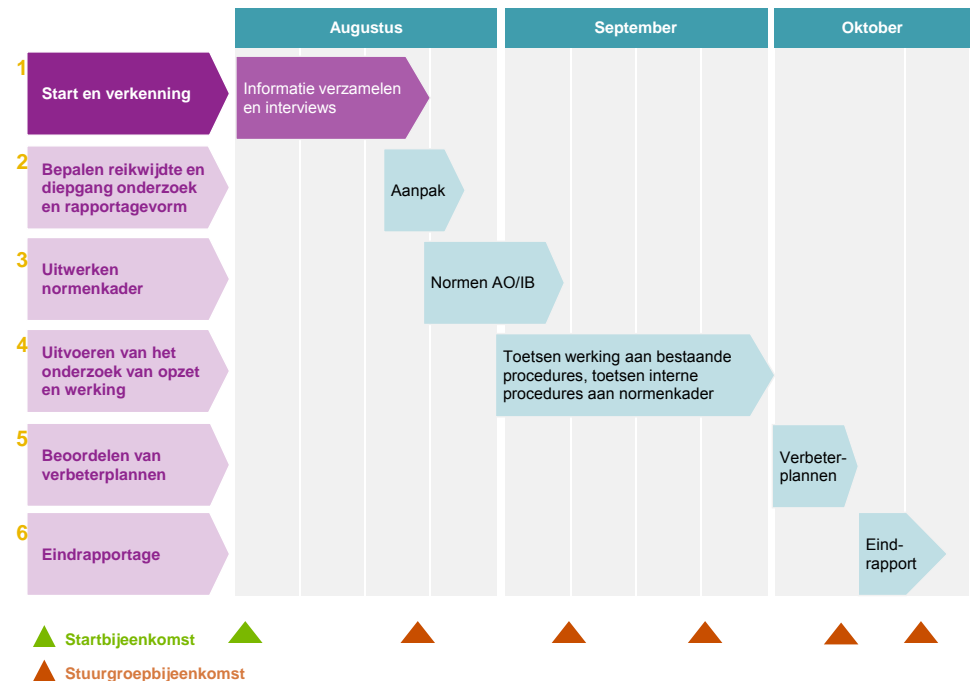 Augustus
September
Oktober
1
Start en verkenning
Informatie verzamelen
en interviews
2
Bepalen reikwijdte en
diepgang onderzoek
en rapportagevorm
Aanpak
3
Uitwerken
normenkader
Normen AO/IB
4
Uitvoeren van het
onderzoek van opzet
en werking
Toetsen werking aan bestaande
procedures, toetsen interne
procedures aan normenkader
5
Beoordelen van
verbeterplannen
Verbeter-
plannen
6
Eindrapportage
Eind-
rapport
Startbijeenkomst
Stuurgroepbijeenkomst